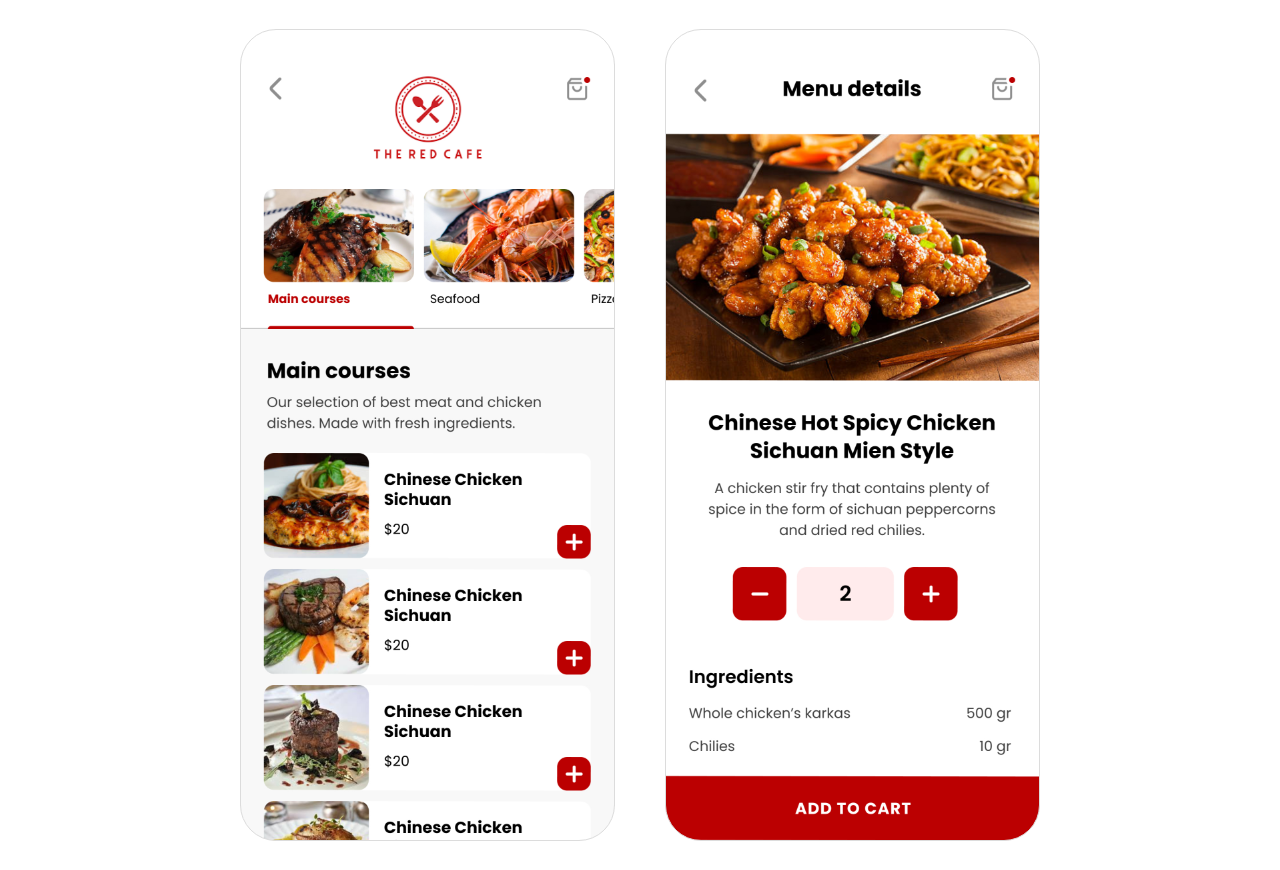 THE RED CAFE
Main courses
Seafood
Main courses
Our selection of best meat and chicken
dishes. Made with fresh ingredients.
Chinese Chicken
Sichuan
$20
Chinese Chicken
Sichuan
$20
Chinese Chicken
Sichuan
$20
Chinese Chicken
Menu details
Chinese Hot Spicy Chicken
Sichuan Mien Style
A chicken stir fry that contains plenty of
spice in the form of sichuan peppercorns
and dried red chilies.
2
Ingredients
Whole chicken’s karkas 500 gr
Chilies 10 gr
ADD TO CART